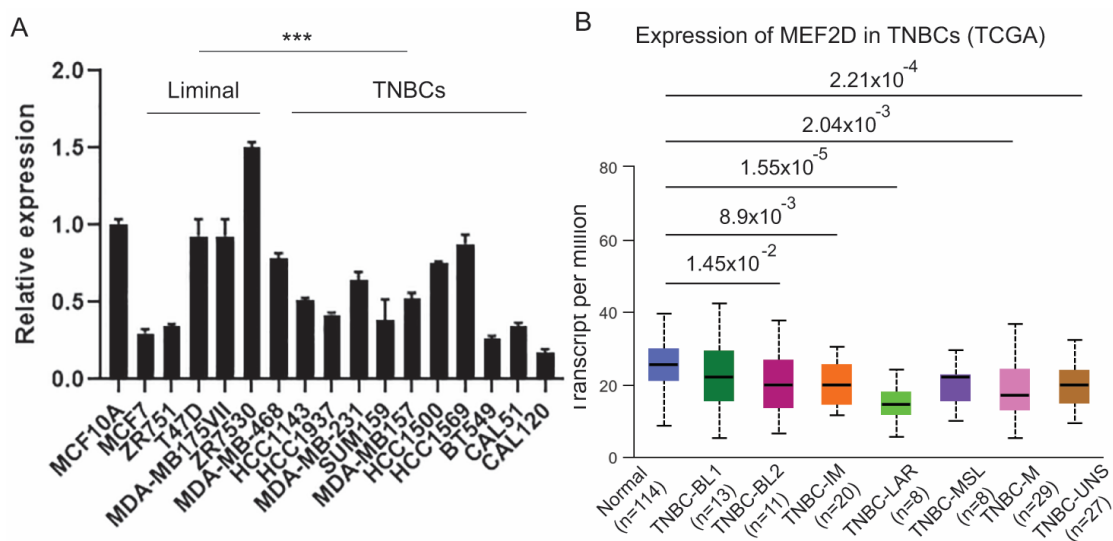 A
***
Liminal
TNBCs
Relative expression
2.0
1.5
1.0
0.5
0.0
MCF10A
MCF7
ZR751
T47D
MDA-MB175VII
ZR7530
MDA-MB-468
HCC1143
HCC1937
MDA-MB-231
SUM159
MDA-MB157
HCC1500
HCC1569
BT549
CAL51
CAL120
B
Expression of MEF2D in TNBCs (TCGA)
2.21x10-4
2.04x10-3
1.55x10-5
8.9x10-3
1.45x10-2
Transcript per million
80
60
40
20
0
Normal
(n=114)
TNBC-BL1
(n=13)
TNBC-BL2
(n=11)
TNBC-IM
(n=20)
TNBC-LAR
(n=8)
TNBC-MSL
(n=8)
TNBC-M
(n=29)
TNBC-UNS
(n=27)